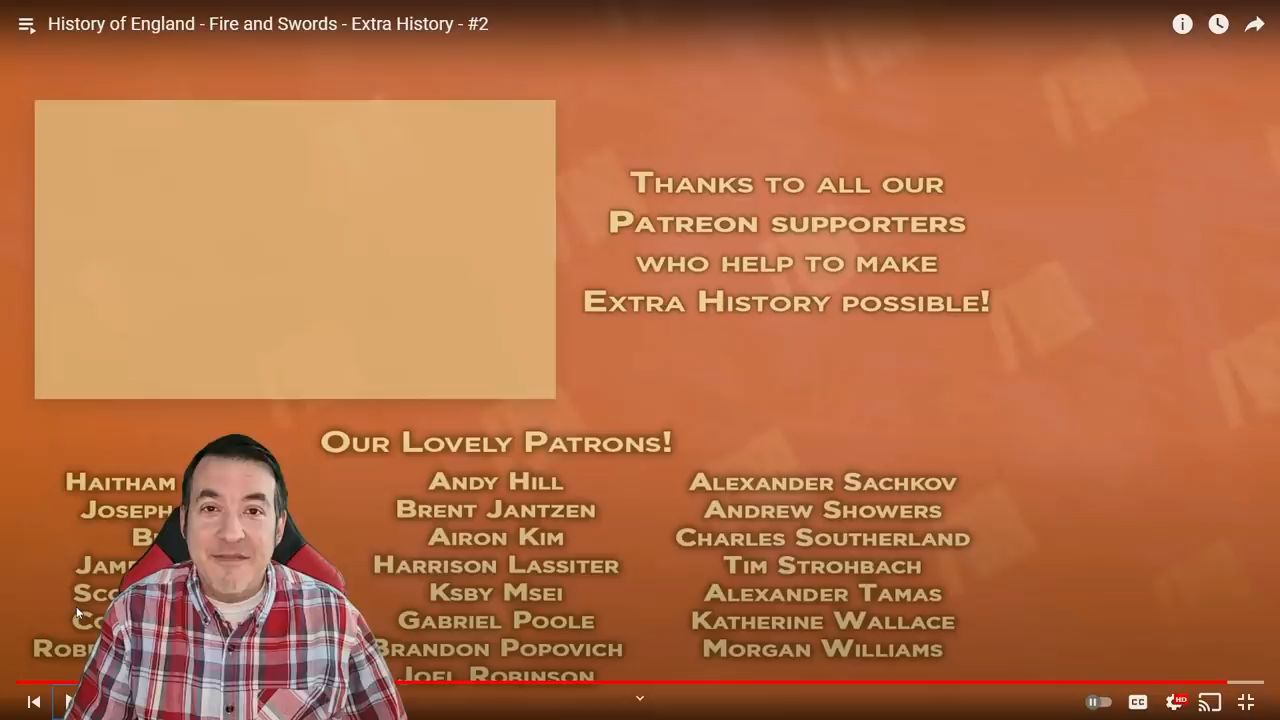 History of England - Fire and Swords - Extra History - #2
Thanks to all our
Patreon supporters
who help to make
Extra History possible!
Our Lovely Patrons!
Haitham
Joseph
Andy Hill
Brent Jantzen
Airon Kim
Harrison Lassiter
Ksby Msei
Gabriel Poole
Brandon Popovich
Joel Robinson
Alexander Sachkov
Andrew Showers
Charles Southerland
Tim Strohbach
Alexander Tamas
Katherine Wallace
Morgan Williams
CC
HD